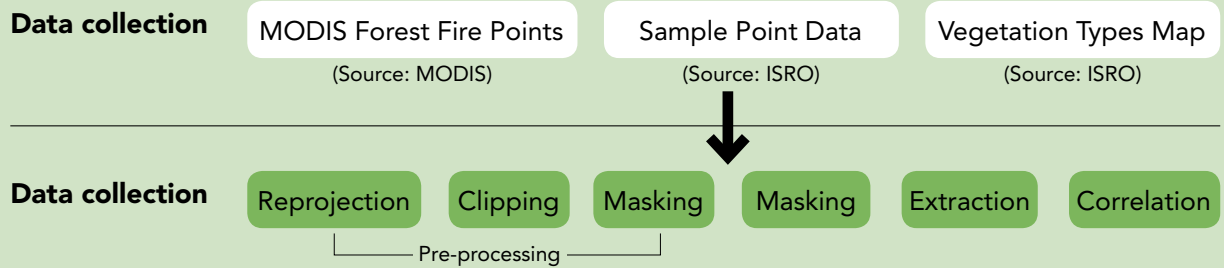 Data collection
MODIS Forest Fire Points
Sample Point Data
Vegetation Types Map
(Source: MODIS)
(Source: ISRO)
(Source: ISRO)
Data collection
Reprojection
Clipping
Masking
Masking
Extraction
Correlation
Pre-processing